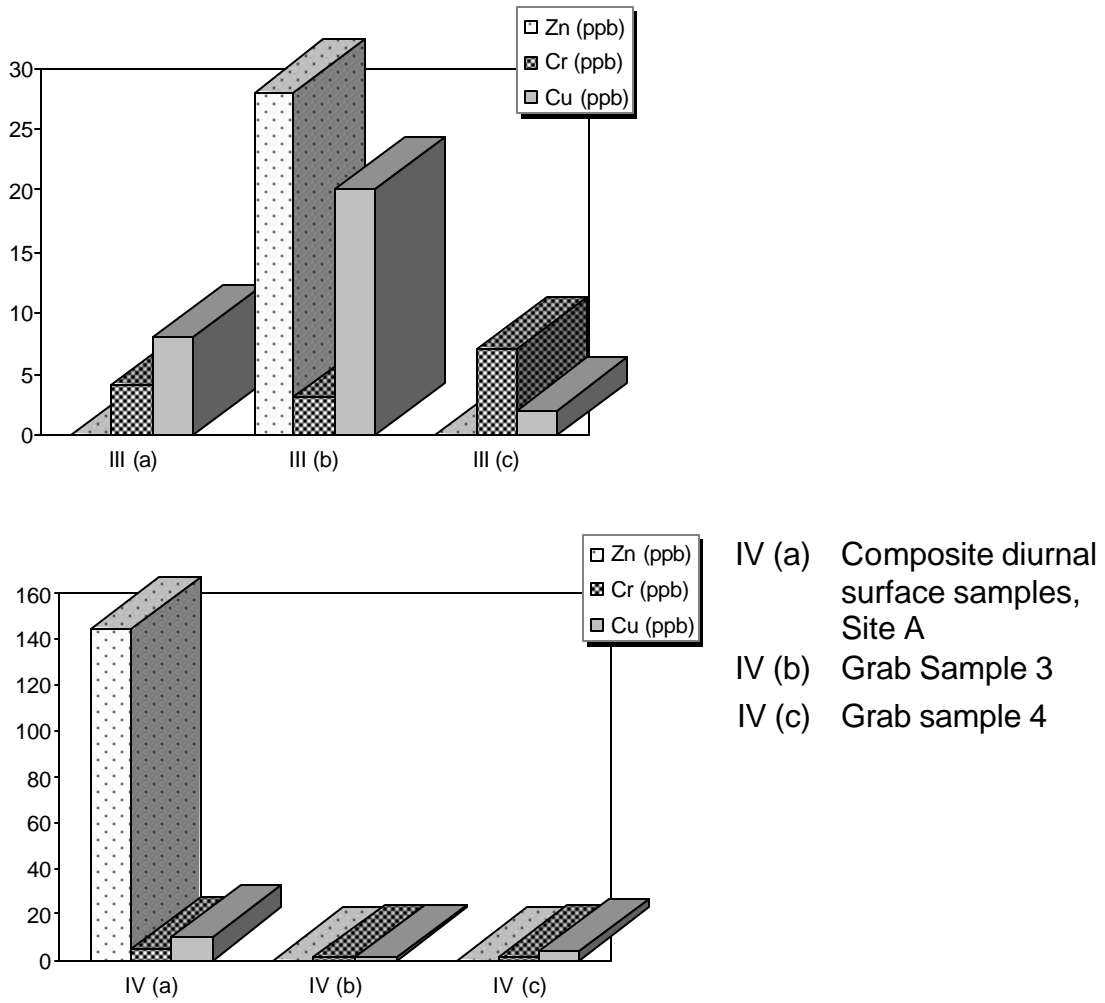 Zn (ppb)
Cr (ppb)
Cu (ppb)
30
25
20
15
10
5
0
III (a)
III (b)
III (c)
Zn (ppb)
Cr (ppb)
Cu (ppb)
160
140
120
100
80
60
40
20
0
IV (a)
IV (b)
IV (c)
IV (a) Composite diurnal
surface samples,
Site A
IV (b) Grab Sample 3
IV (c) Grab sample 4